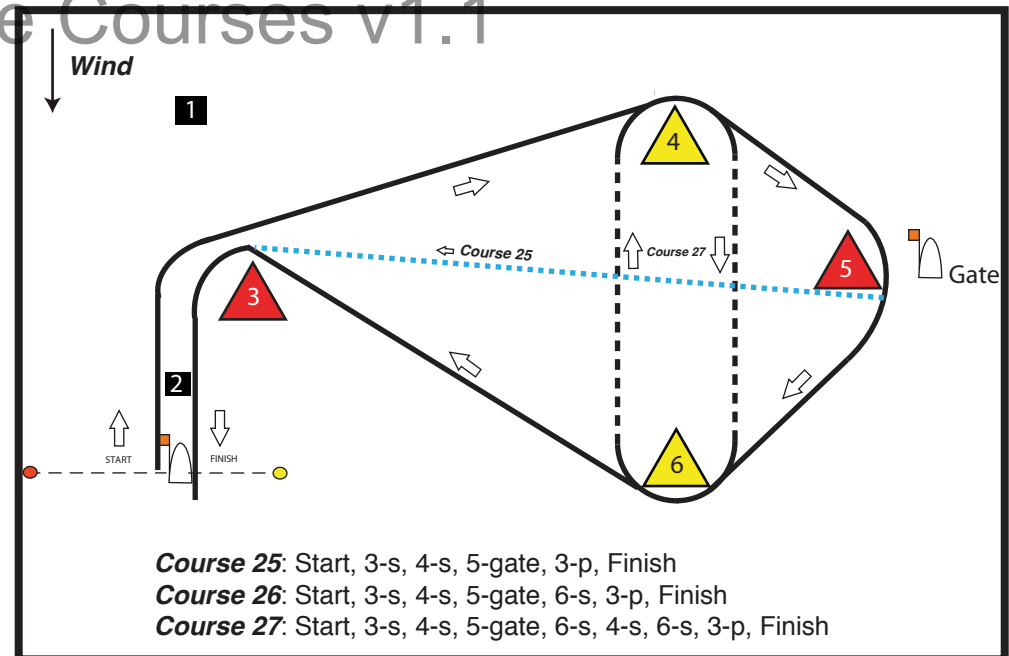 e Courses v1.1
Wind
1
4
5
Gate
Course 25
Course 27
3
2
START
FINISH
6
Course 25: Start, 3-s, 4-s, 5-gate, 3-p, Finish
Course 26: Start, 3-s, 4-s, 5-gate, 6-s, 3-p, Finish
Course 27: Start, 3-s, 4-s, 5-gate, 6-s, 4-s, 6-s, 3-p, Finish